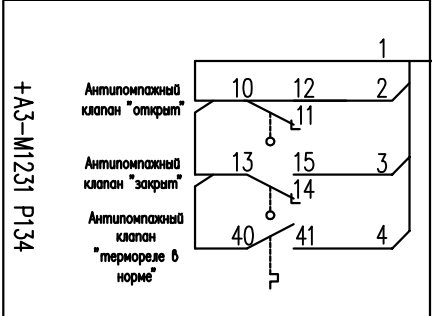 1
Антипомпажный
клапан "открыт"
10 12 2
11
Антипомпажный
клапан "закрыт"
13 15 3
14
Антипомпажный
клапан
"термореле в
норме"
40 41 4
+A3-M1231 P134